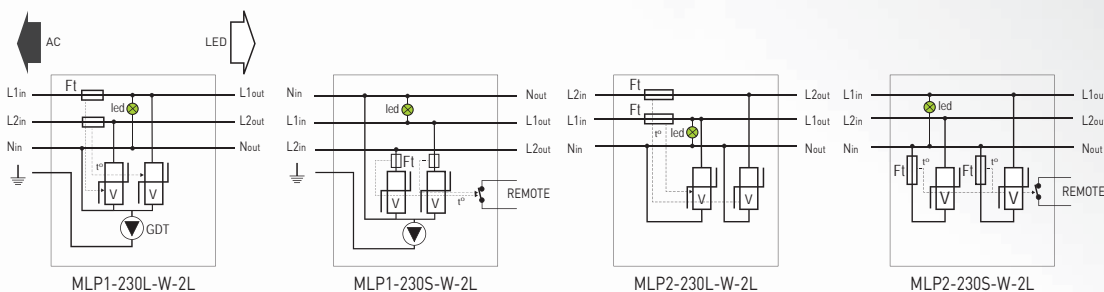 AC
LED
Ft
L1in
led
L1out
L2in
L2out
Nin
Nout
t°
V
V
GDT
MLP1-230L-W-2L
Nin
Nout
led
L1in
L1out
L2in
L2out
Ft
V
V
t°
REMOTE
MLP1-230S-W-2L
Ft
L2in
L2out
Ft
L1in
L1out
t°
led
Nin
Nout
V
V
MLP2-230L-W-2L
L1in
L1out
led
L2in
L2out
Nin
Nout
Ft
t°
Ft
t°
V
V
REMOTE
MLP2-230S-W-2L